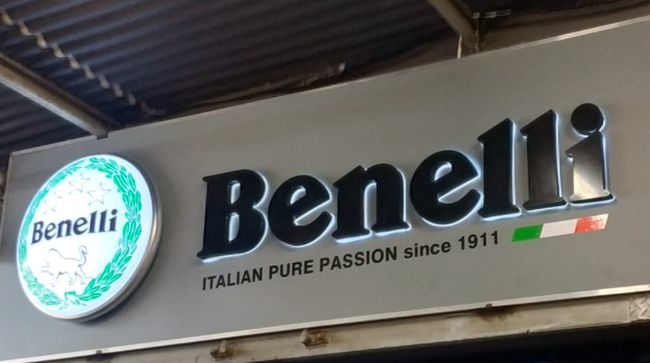 Benelli
Benelli
ITALIAN PURE PASSION since 1911